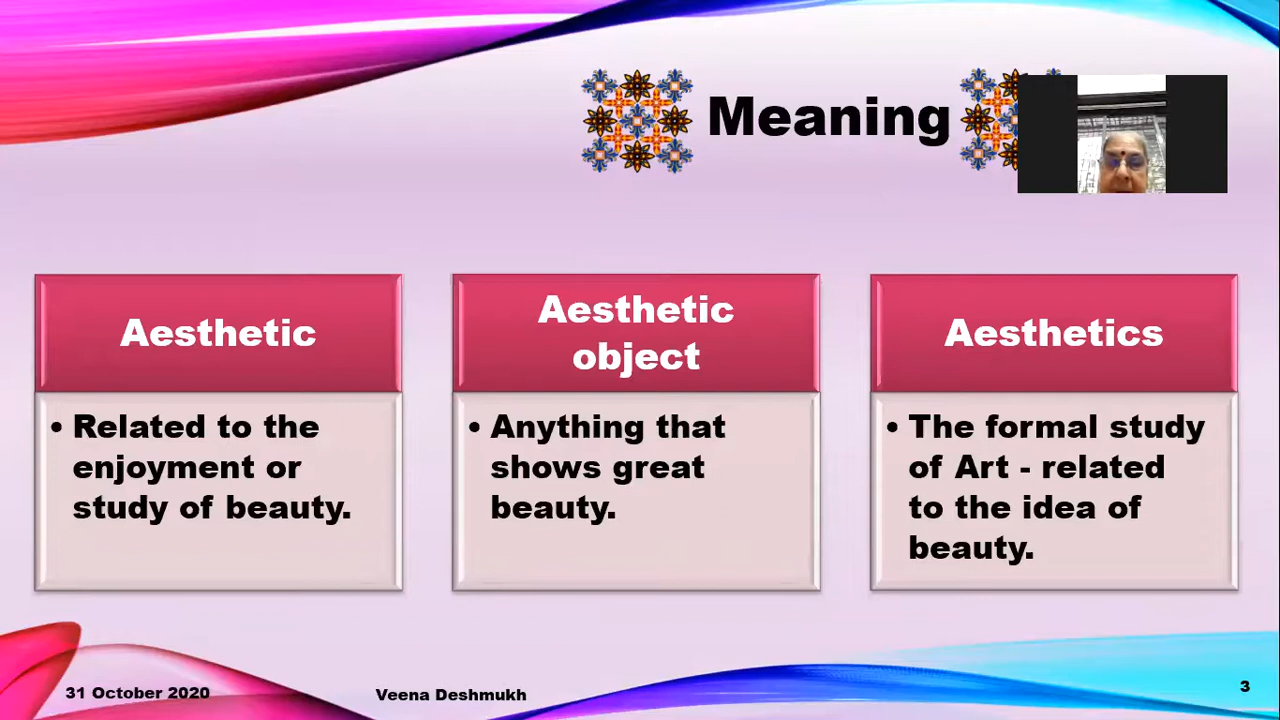 Meaning
Aesthetic
• Related to the
enjoyment or
study of beauty.
Aesthetic
object
• Anything that
shows great
beauty.
Aesthetics
• The formal study
of Art - related
to the idea of
beauty.
31 October 2020
Veena Deshmukh
3